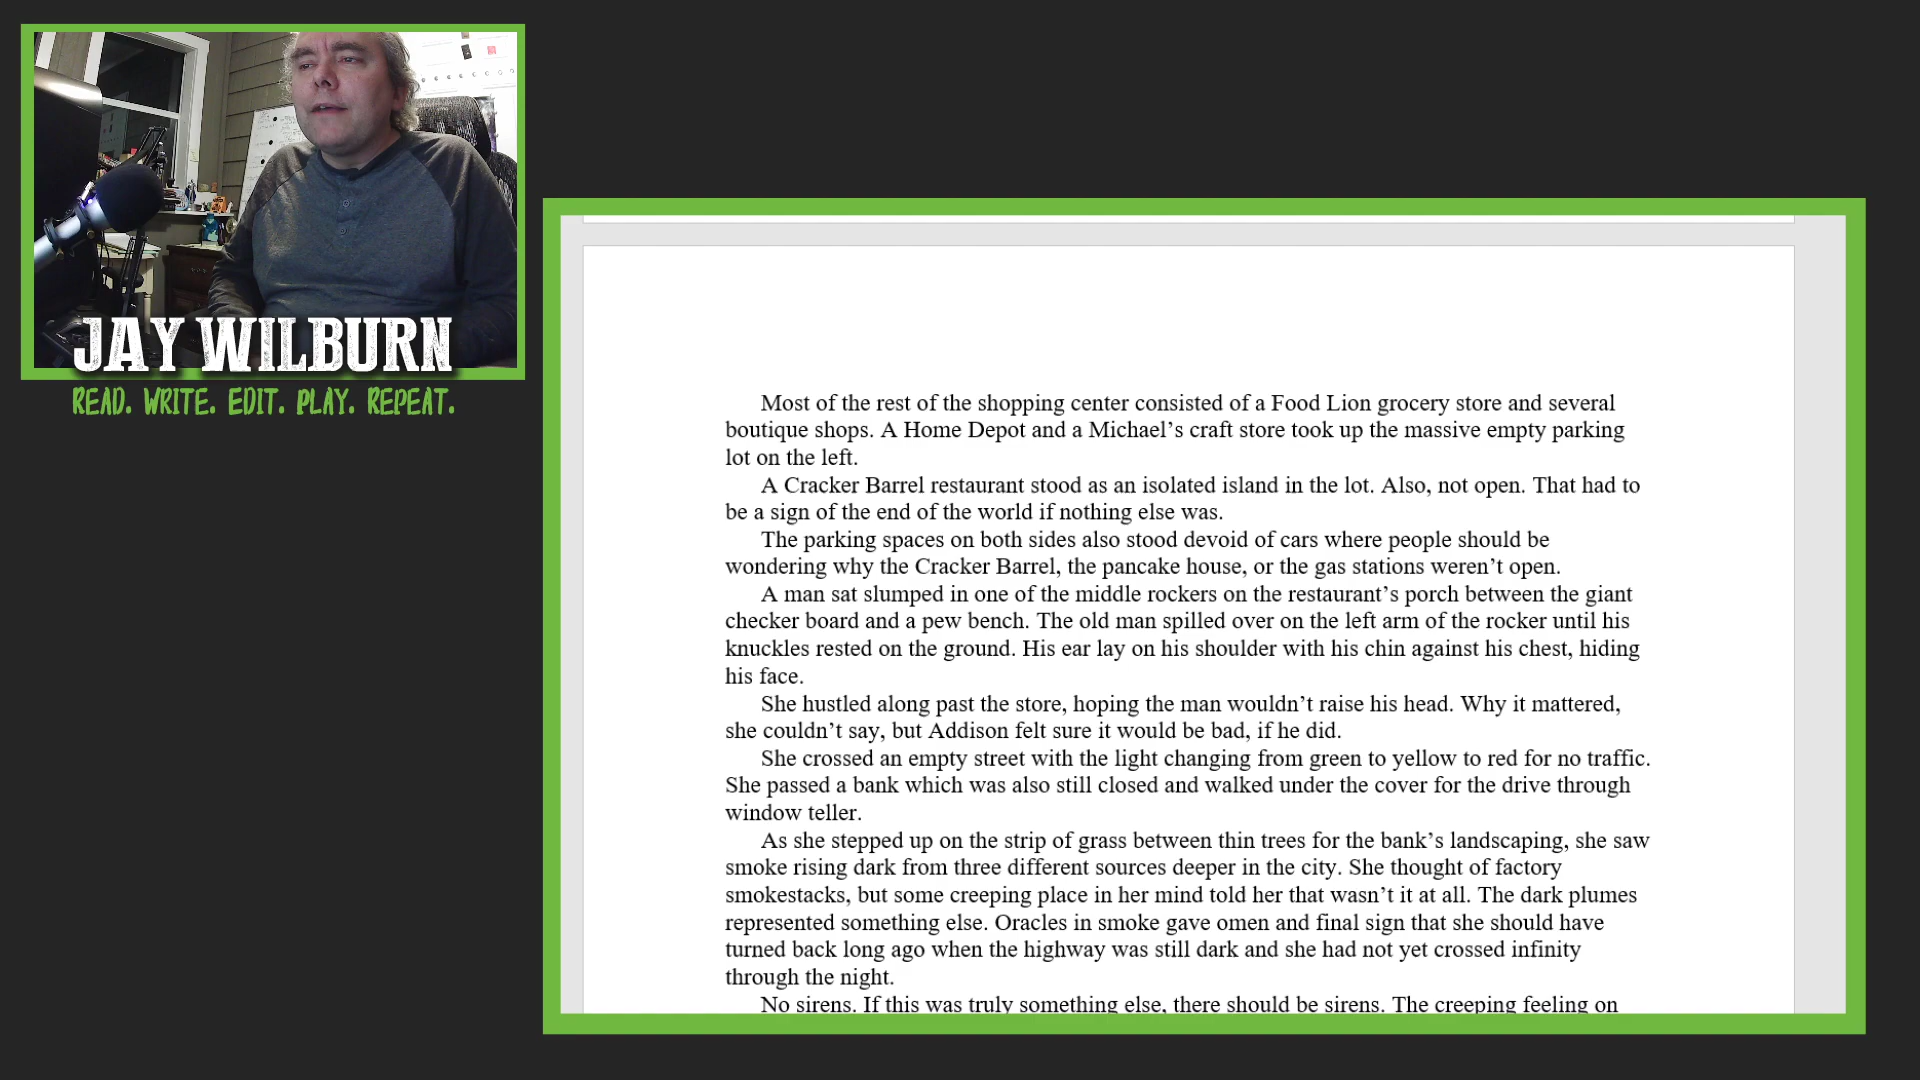 JAY WILBURN
READ. WRITE. EDIT. PLAY. REPEAT.
Most of the rest of the shopping center consisted of a Food Lion grocery store and several
boutique shops. A Home Depot and a Michael’s craft store took up the massive empty parking
lot on the left.
A Cracker Barrel restaurant stood as an isolated island in the lot. Also, not open. That had to
be a sign of the end of the world if nothing else was.
The parking spaces on both sides also stood devoid of cars where people should be
wondering why the Cracker Barrel, the pancake house, or the gas stations weren’t open.
A man sat slumped in one of the middle rockers on the restaurant’s porch between the giant
checker board and a pew bench. The old man spilled over on the left arm of the rocker until his
knuckles rested on the ground. His ear lay on his shoulder with his chin against his chest, hiding
his face.
She hustled along past the store, hoping the man wouldn’t raise his head. Why it mattered,
she couldn’t say, but Addison felt sure it would be bad, if he did.
She crossed an empty street with the light changing from green to yellow to red for no traffic.
She passed a bank which was also still closed and walked under the cover for the drive through
window teller.
As she stepped up on the strip of grass between thin trees for the bank’s landscaping, she saw
smoke rising dark from three different sources deeper in the city. She thought of factory
smokestacks, but some creeping place in her mind told her that wasn’t it at all. The dark plumes
represented something else. Oracles in smoke gave omen and final sign that she should have
turned back long ago when the highway was still dark and she had not yet crossed infinity
through the night.
No sirens. If this was truly something else, there should be sirens. The creeping feeling on